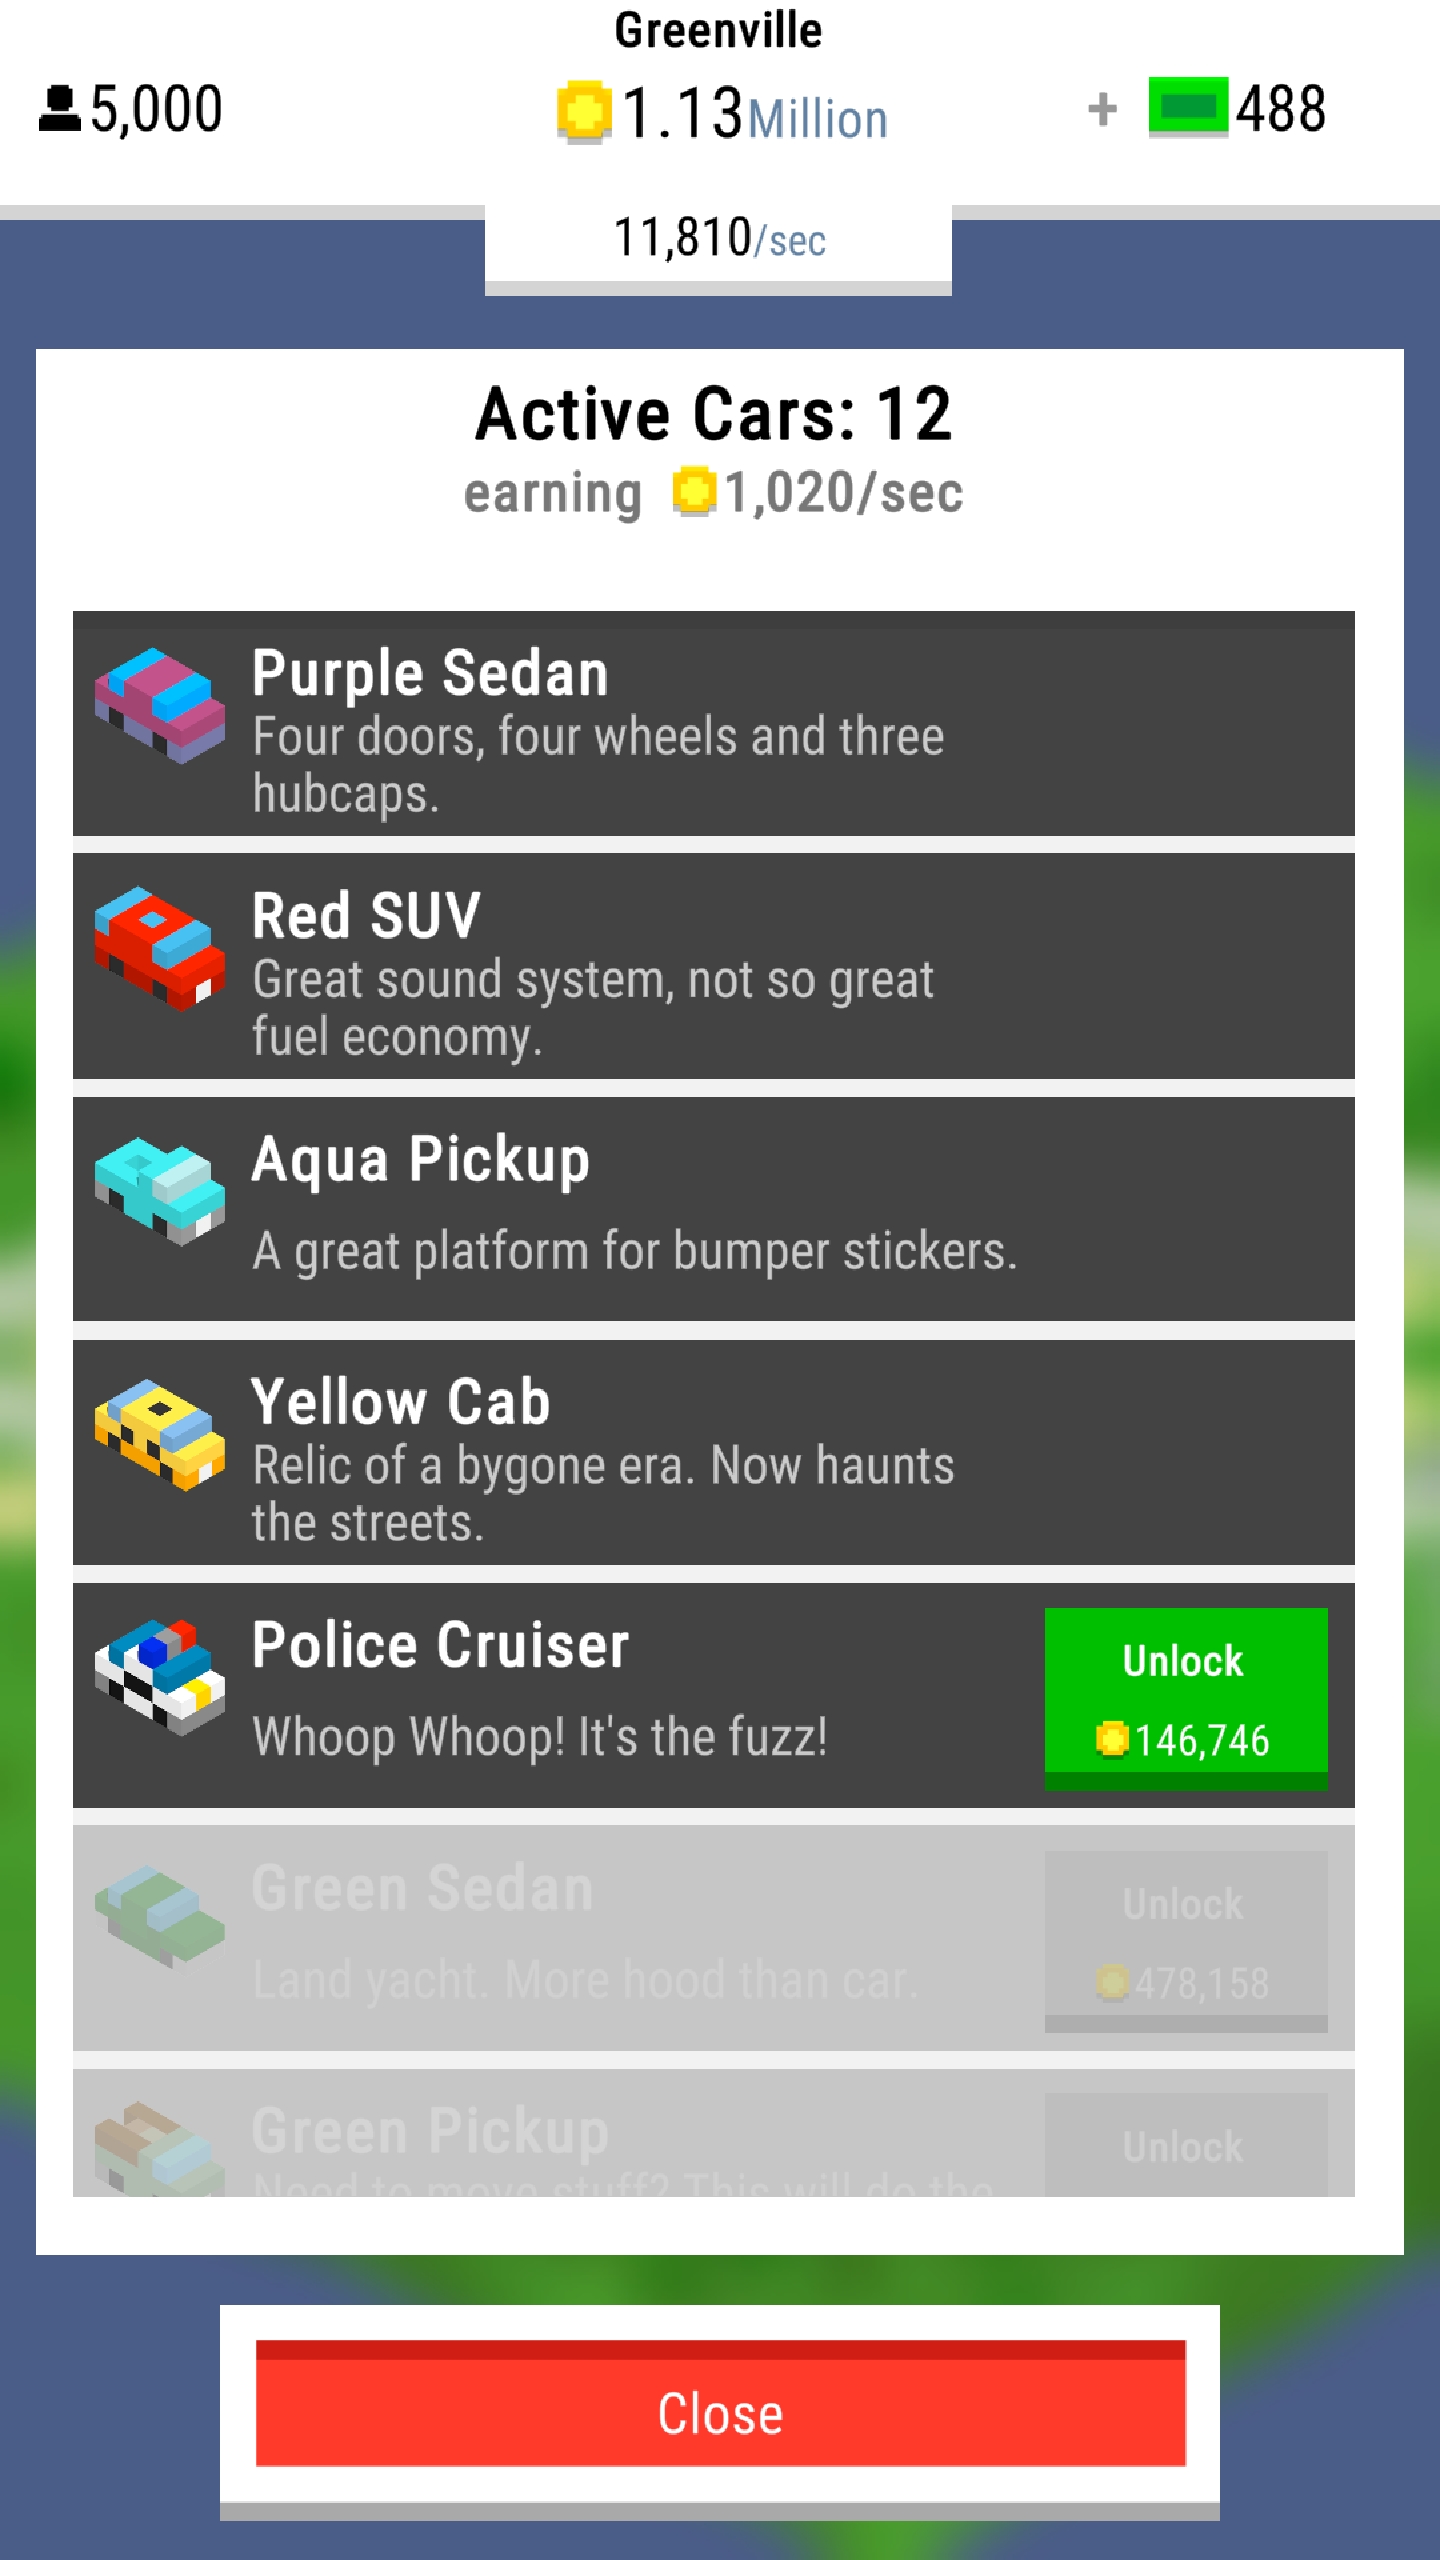 Greenville
5,000
1.13Million
+ 488
11,810/sec
Active Cars: 12
earning 1,020/sec
Purple Sedan
Four doors, four wheels and three
hubcaps.
Red SUV
Great sound system, not so great
fuel economy.
Aqua Pickup
A great platform for bumper stickers.
Yellow Cab
Relic of a bygone era. Now haunts
the streets.
Police Cruiser
Whoop Whoop! It's the fuzz!
Unlock
146,746
Green Sedan
Land yacht. More hood than car.
Unlock
478,158
Green Pickup
Need to move stuff? This will do the
Unlock
Close